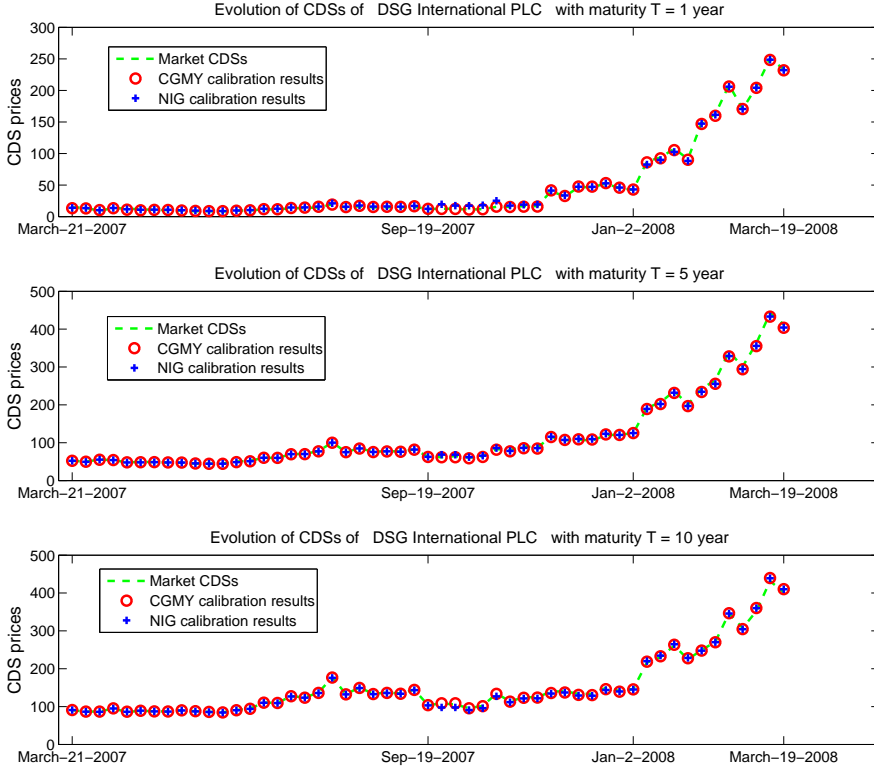 Evolution of CDSs of   DSG International PLC   with maturity T = 1 year
300
250
200
150
100
50
0
CDS prices
Market CDSs
CGMY calibration results
NIG calibration results
March−21−2007 Sep−19−2007 Jan−2−2008 March−19−2008
Evolution of CDSs of   DSG International PLC   with maturity T = 5 year
500
400
300
200
100
0
CDS prices
Market CDSs
CGMY calibration results
NIG calibration results
March−21−2007 Sep−19−2007 Jan−2−2008 March−19−2008
Evolution of CDSs of   DSG International PLC   with maturity T = 10 year
500
400
300
200
100
0
CDS prices
Market CDSs
CGMY calibration results
NIG calibration results
March−21−2007 Sep−19−2007 Jan−2−2008 March−19−2008